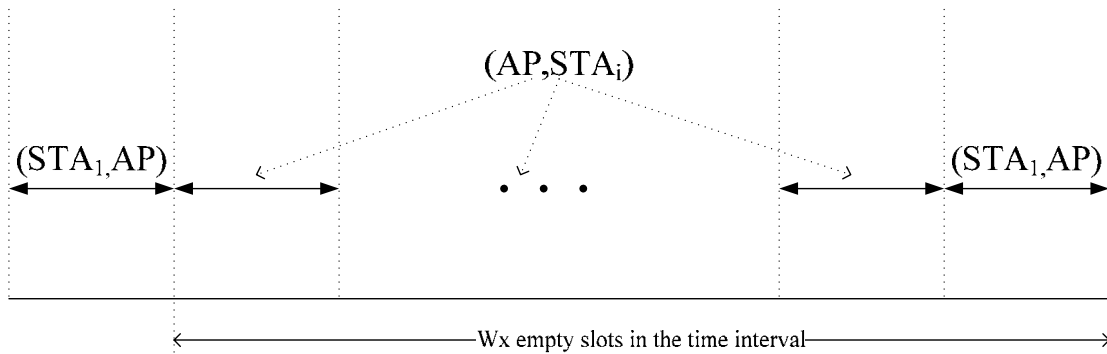 (AP,STAi)
(STA1,AP)
(STA1,AP)
Wx empty slots in the time interval